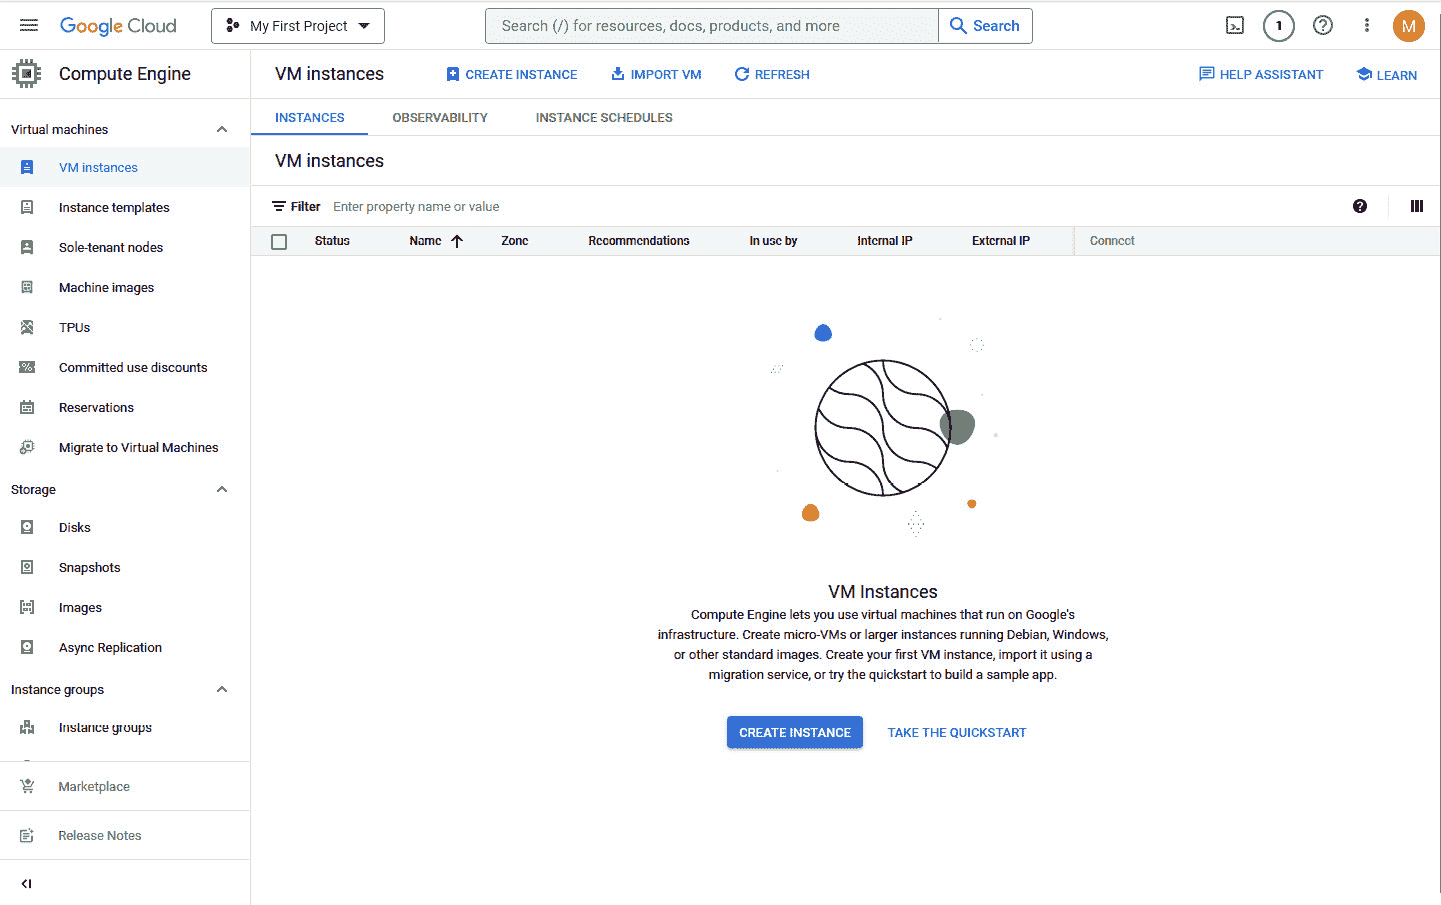 Google Cloud
My First Project
Search (/) for resources, docs, products, and more
Search
1
M
Compute Engine
VM instances
CREATE INSTANCE
IMPORT VM
REFRESH
HELP ASSISTANT
LEARN
Virtual machines
VM instances
Instance templates
Sole-tenant nodes
Machine images
TPUs
Committed use discounts
Reservations
Migrate to Virtual Machines
Storage
Disks
Snapshots
Images
Async Replication
Instance groups
Instance groups
Marketplace
Release Notes
INSTANCES
OBSERVABILITY
INSTANCE SCHEDULES
VM instances
Filter Enter property name or value
Status
Name
Zone
Recommendations
In use by
Internal IP
External IP
Connect
VM Instances
Compute Engine lets you use virtual machines that run on Google's
infrastructure. Create micro-VMs or larger instances running Debian, Windows,
or other standard images. Create your first VM instance, import it using a
migration service, or try the quickstart to build a sample app.
CREATE INSTANCE
TAKE THE QUICKSTART